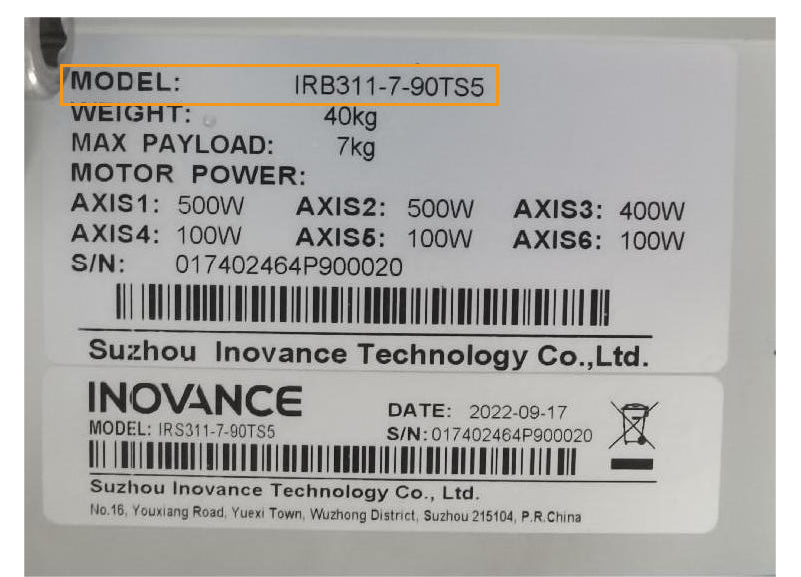 MODEL: IRB311-7-90TS5
WEIGHT: 40kg
MAX PAYLOAD: 7kg
MOTOR POWER:
AXIS1: 500W AXIS2: 500W AXIS3: 400W
AXIS4: 100W AXIS5: 100W AXIS6: 100W
S/N: 017402464P900020
Suzhou Inovance Technology Co.,Ltd.
INOVANCE
DATE: 2022-09-17
MODEL: IRS311-7-90TS5
S/N: 017402464P900020
Suzhou Inovance Technology Co., Ltd.
No.16, Youxiang Road, Yuexi Town, Wuzhong District, Suzhou 215104, P.R.China